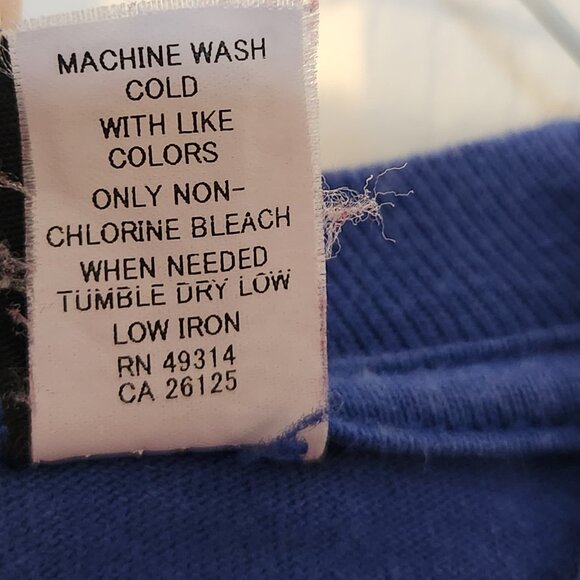 MACHINE WASH
COLD
WITH LIKE
COLORS
ONLY NON-
CHLORINE BLEACH
WHEN NEEDED
TUMBLE DRY LOW
LOW IRON
RN 49314
CA 26125